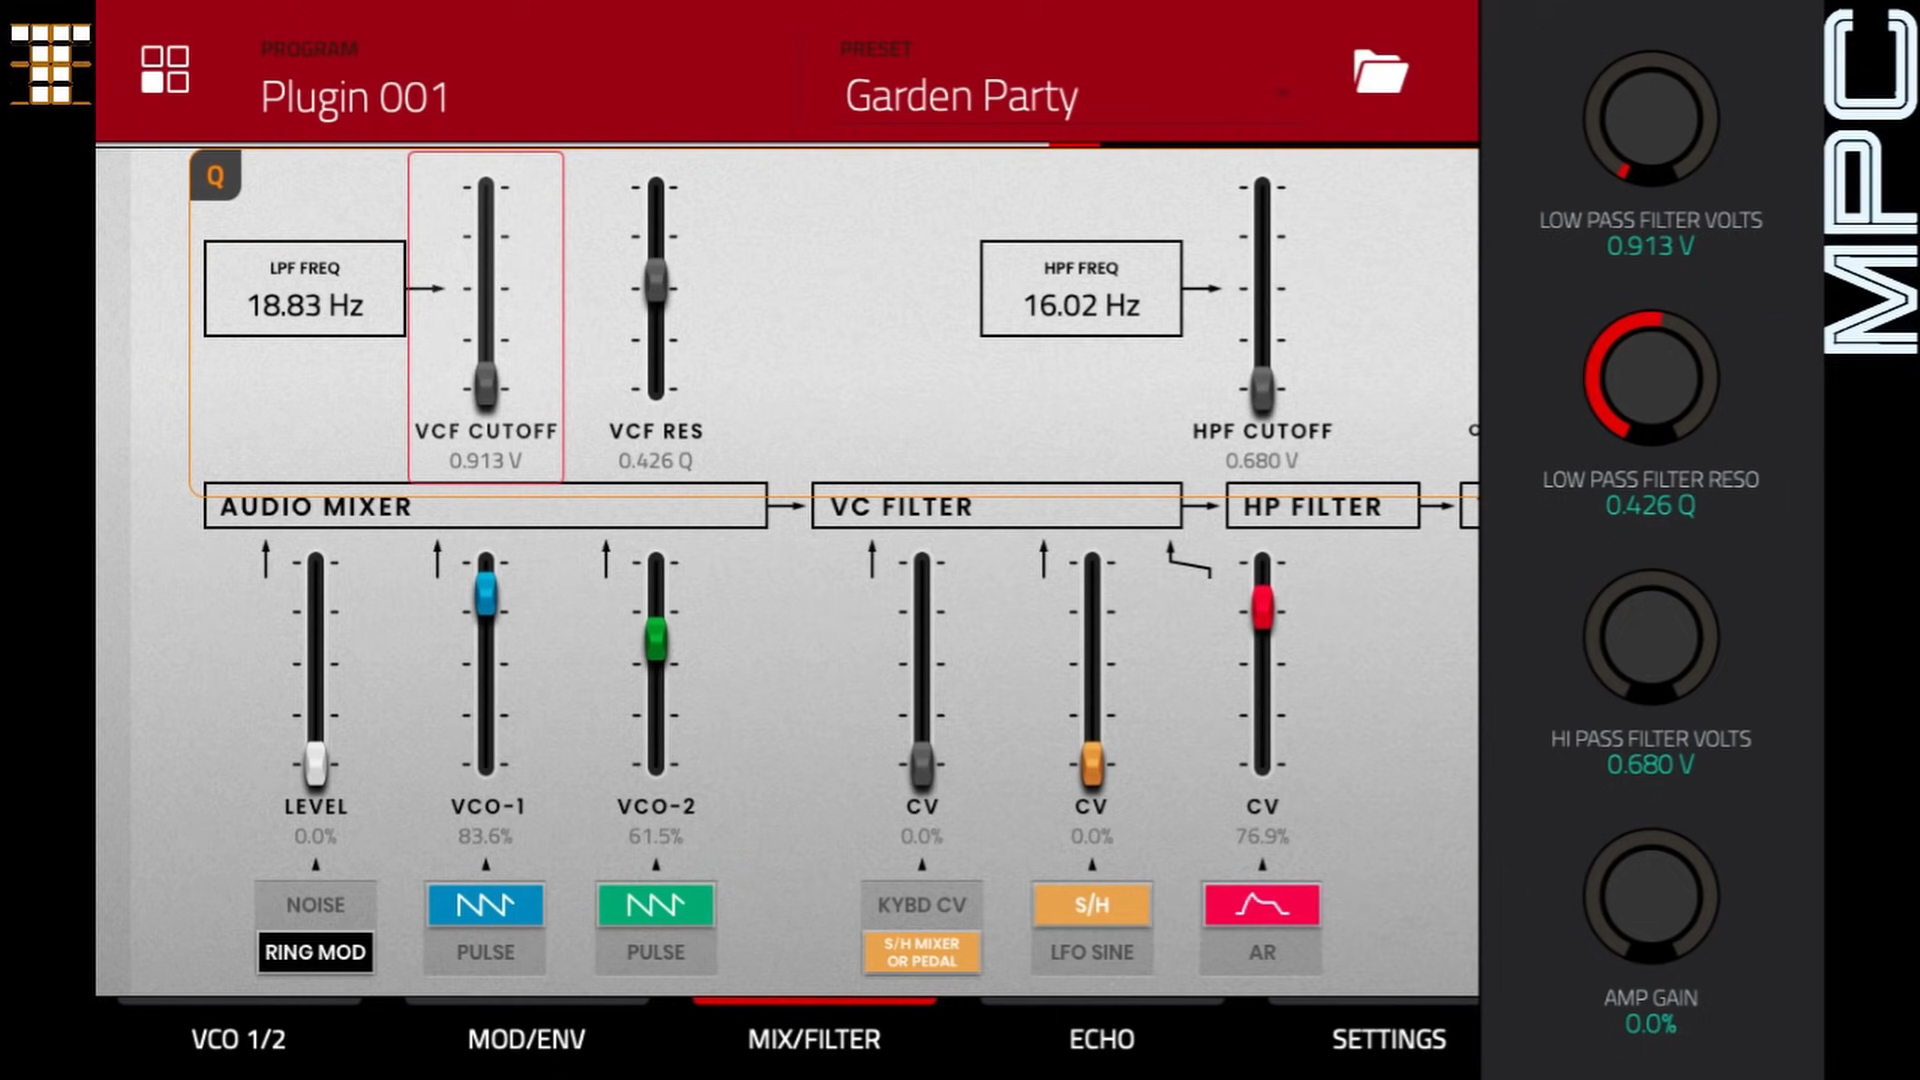 PROGRAM
Plugin 001
PRESET
Garden Party
MPC
Q
LPF FREQ
18.83 Hz
VCF CUTOFF
0.913 V
VCF RES
0.426 Q
HPF FREQ
16.02 Hz
HPF CUTOFF
0.680 V
AUDIO MIXER
VC FILTER
HP FILTER
LEVEL
0.0%
VCO-1
83.6%
VCO-2
61.5%
CV
0.0%
CV
0.0%
CV
76.9%
NOISE
RING MOD
PULSE
PULSE
KYBD CV
S/H MIXER
OR PEDAL
S/H
LFO SINE
AR
VCO 1/2
MOD/ENV
MIX/FILTER
ECHO
SETTINGS
LOW PASS FILTER VOLTS
0.913 V
LOW PASS FILTER RESO
0.426 Q
HI PASS FILTER VOLTS
0.680 V
AMP GAIN
0.0%